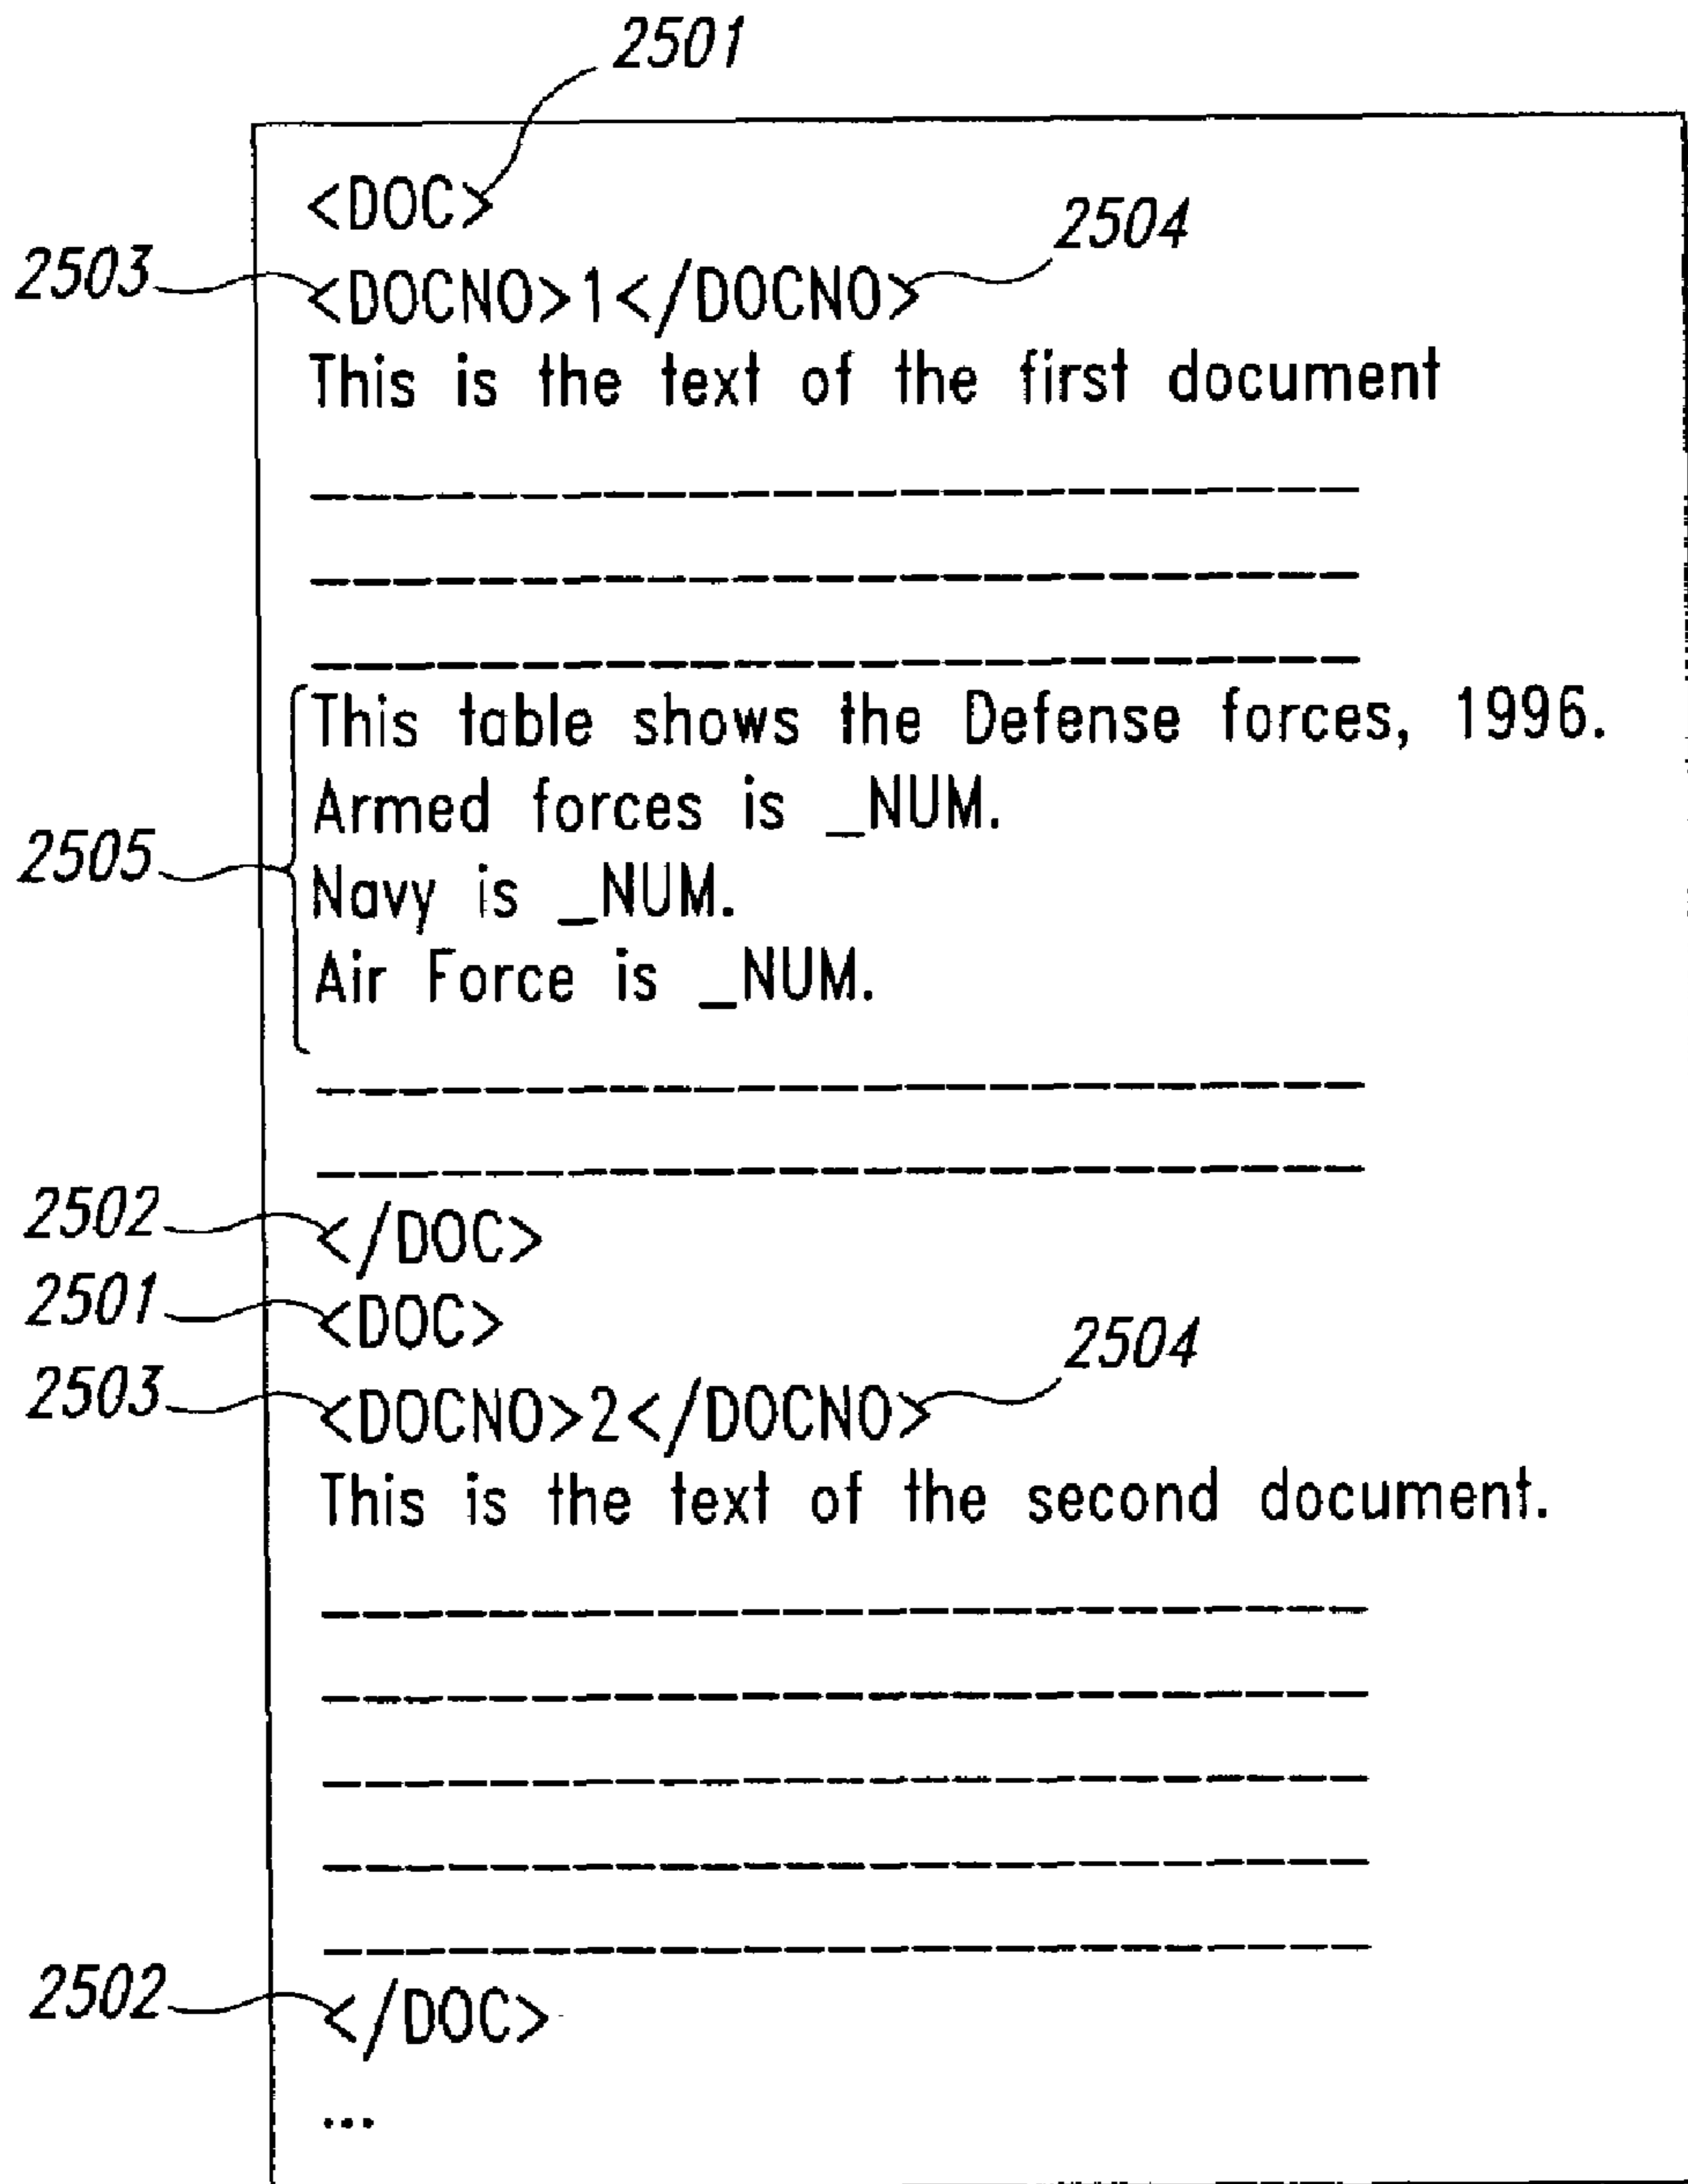 2501
<DOC>
2504
2503 <DOCNO>1</DOCNO>
This is the text of the first document
This table shows the Defense forces, 1996.
Armed forces is _NUM.
2505
Navy is _NUM.
Air Force is _NUM.
2502 </DOC>
2501 <DOC>
2504
2503 <DOCNO>2</DOCNO>
This is the text of the second document.
2502 </DOC>
...